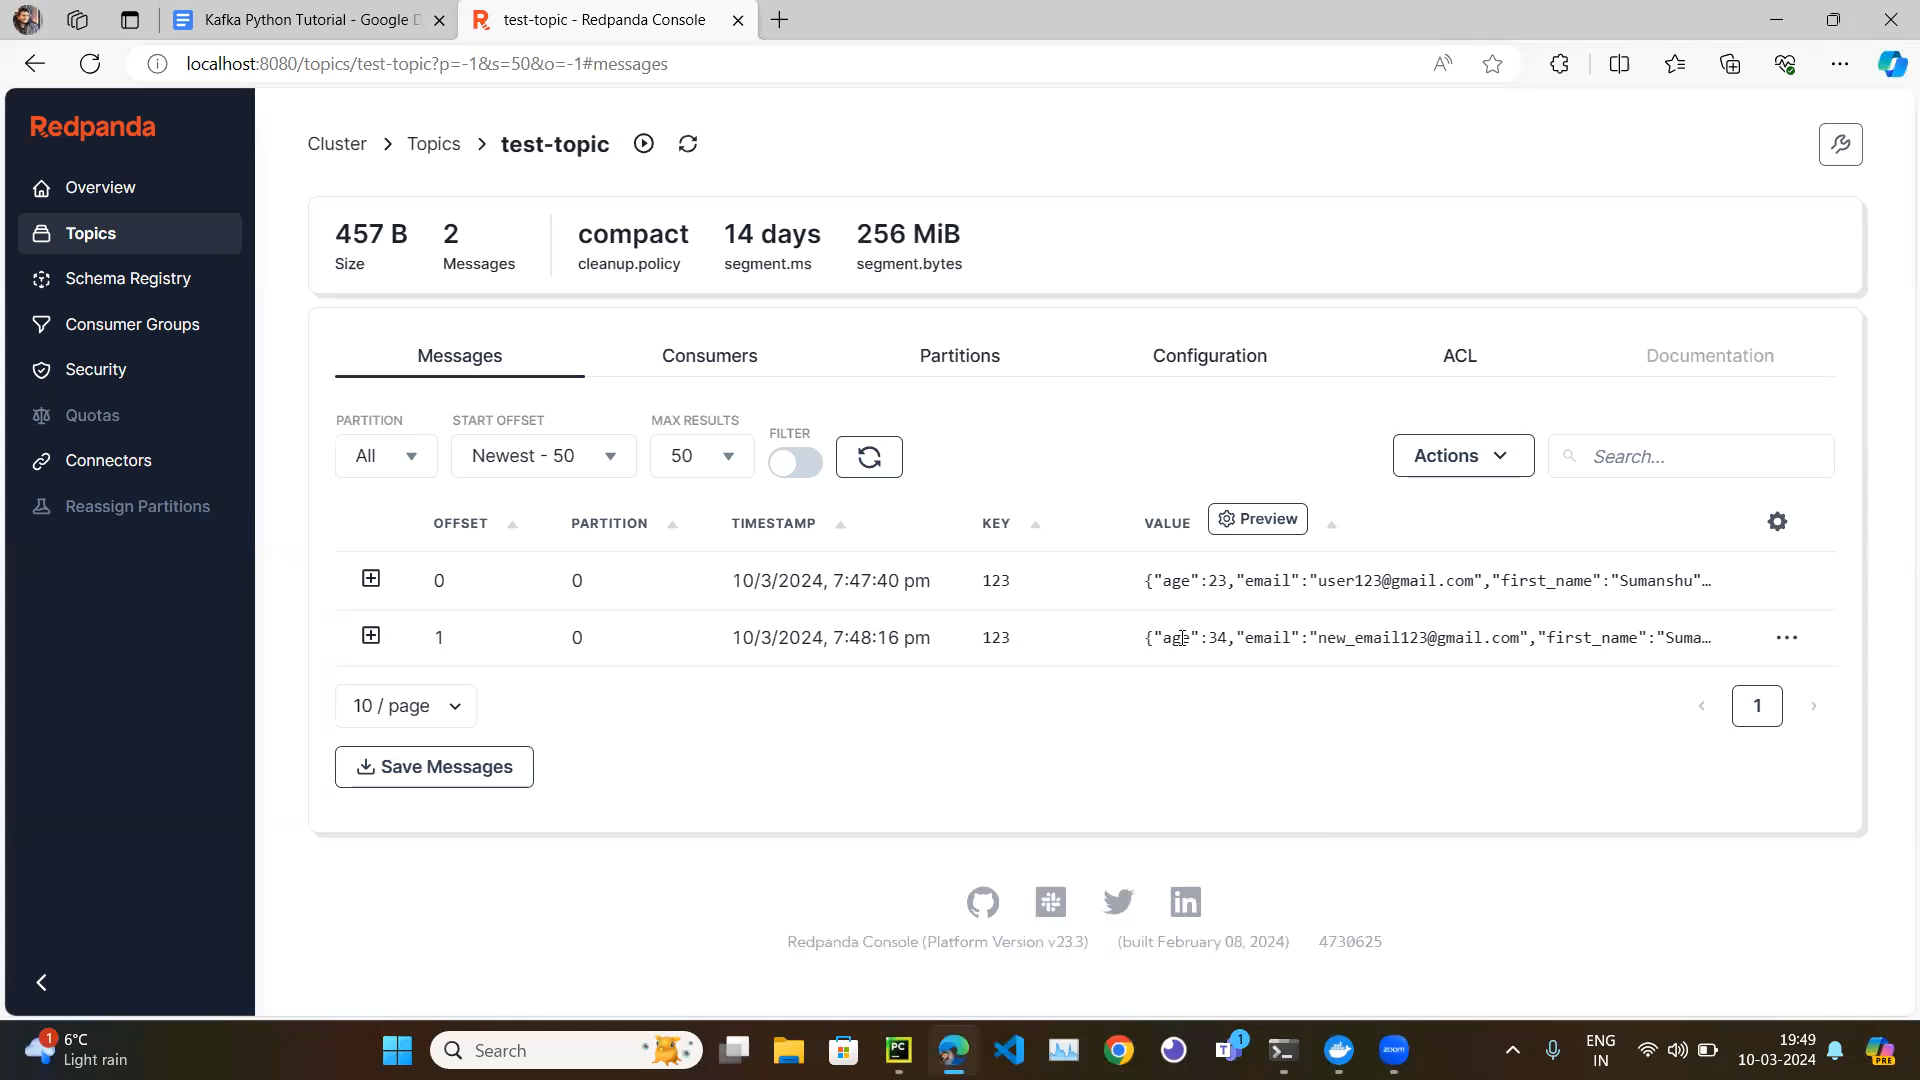 Kafka Python Tutorial - Google D
test-topic - Redpanda Console
localhost:8080/topics/test-topic?p=-1&s=50&o=-1#messages
Redpanda
Overview
Topics
Schema Registry
Consumer Groups
Security
Quotas
Connectors
Reassign Partitions
Cluster > Topics > test-topic
457 B 2 compact 14 days 256 MiB
Size Messages cleanup.policy segment.ms segment.bytes
Messages Consumers Partitions Configuration ACL Documentation
PARTITION START OFFSET MAX RESULTS FILTER
All Newest - 50 50 Actions Search...
OFFSET PARTITION TIMESTAMP KEY VALUE Preview
0 0 10/3/2024, 7:47:40 pm 123 {"age":23,"email":"user123@gmail.com","first_name":"Sumanshu"…
1 0 10/3/2024, 7:48:16 pm 123 {"age":34,"email":"new_email123@gmail.com","first_name":"Suma…
10 / page 1
Save Messages
Redpanda Console (Platform Version v23.3) (built February 08, 2024) 4730625
1 6°C
Light rain
Search
PC
zoom
1
ENG
IN
19:49
10-03-2024
PRE